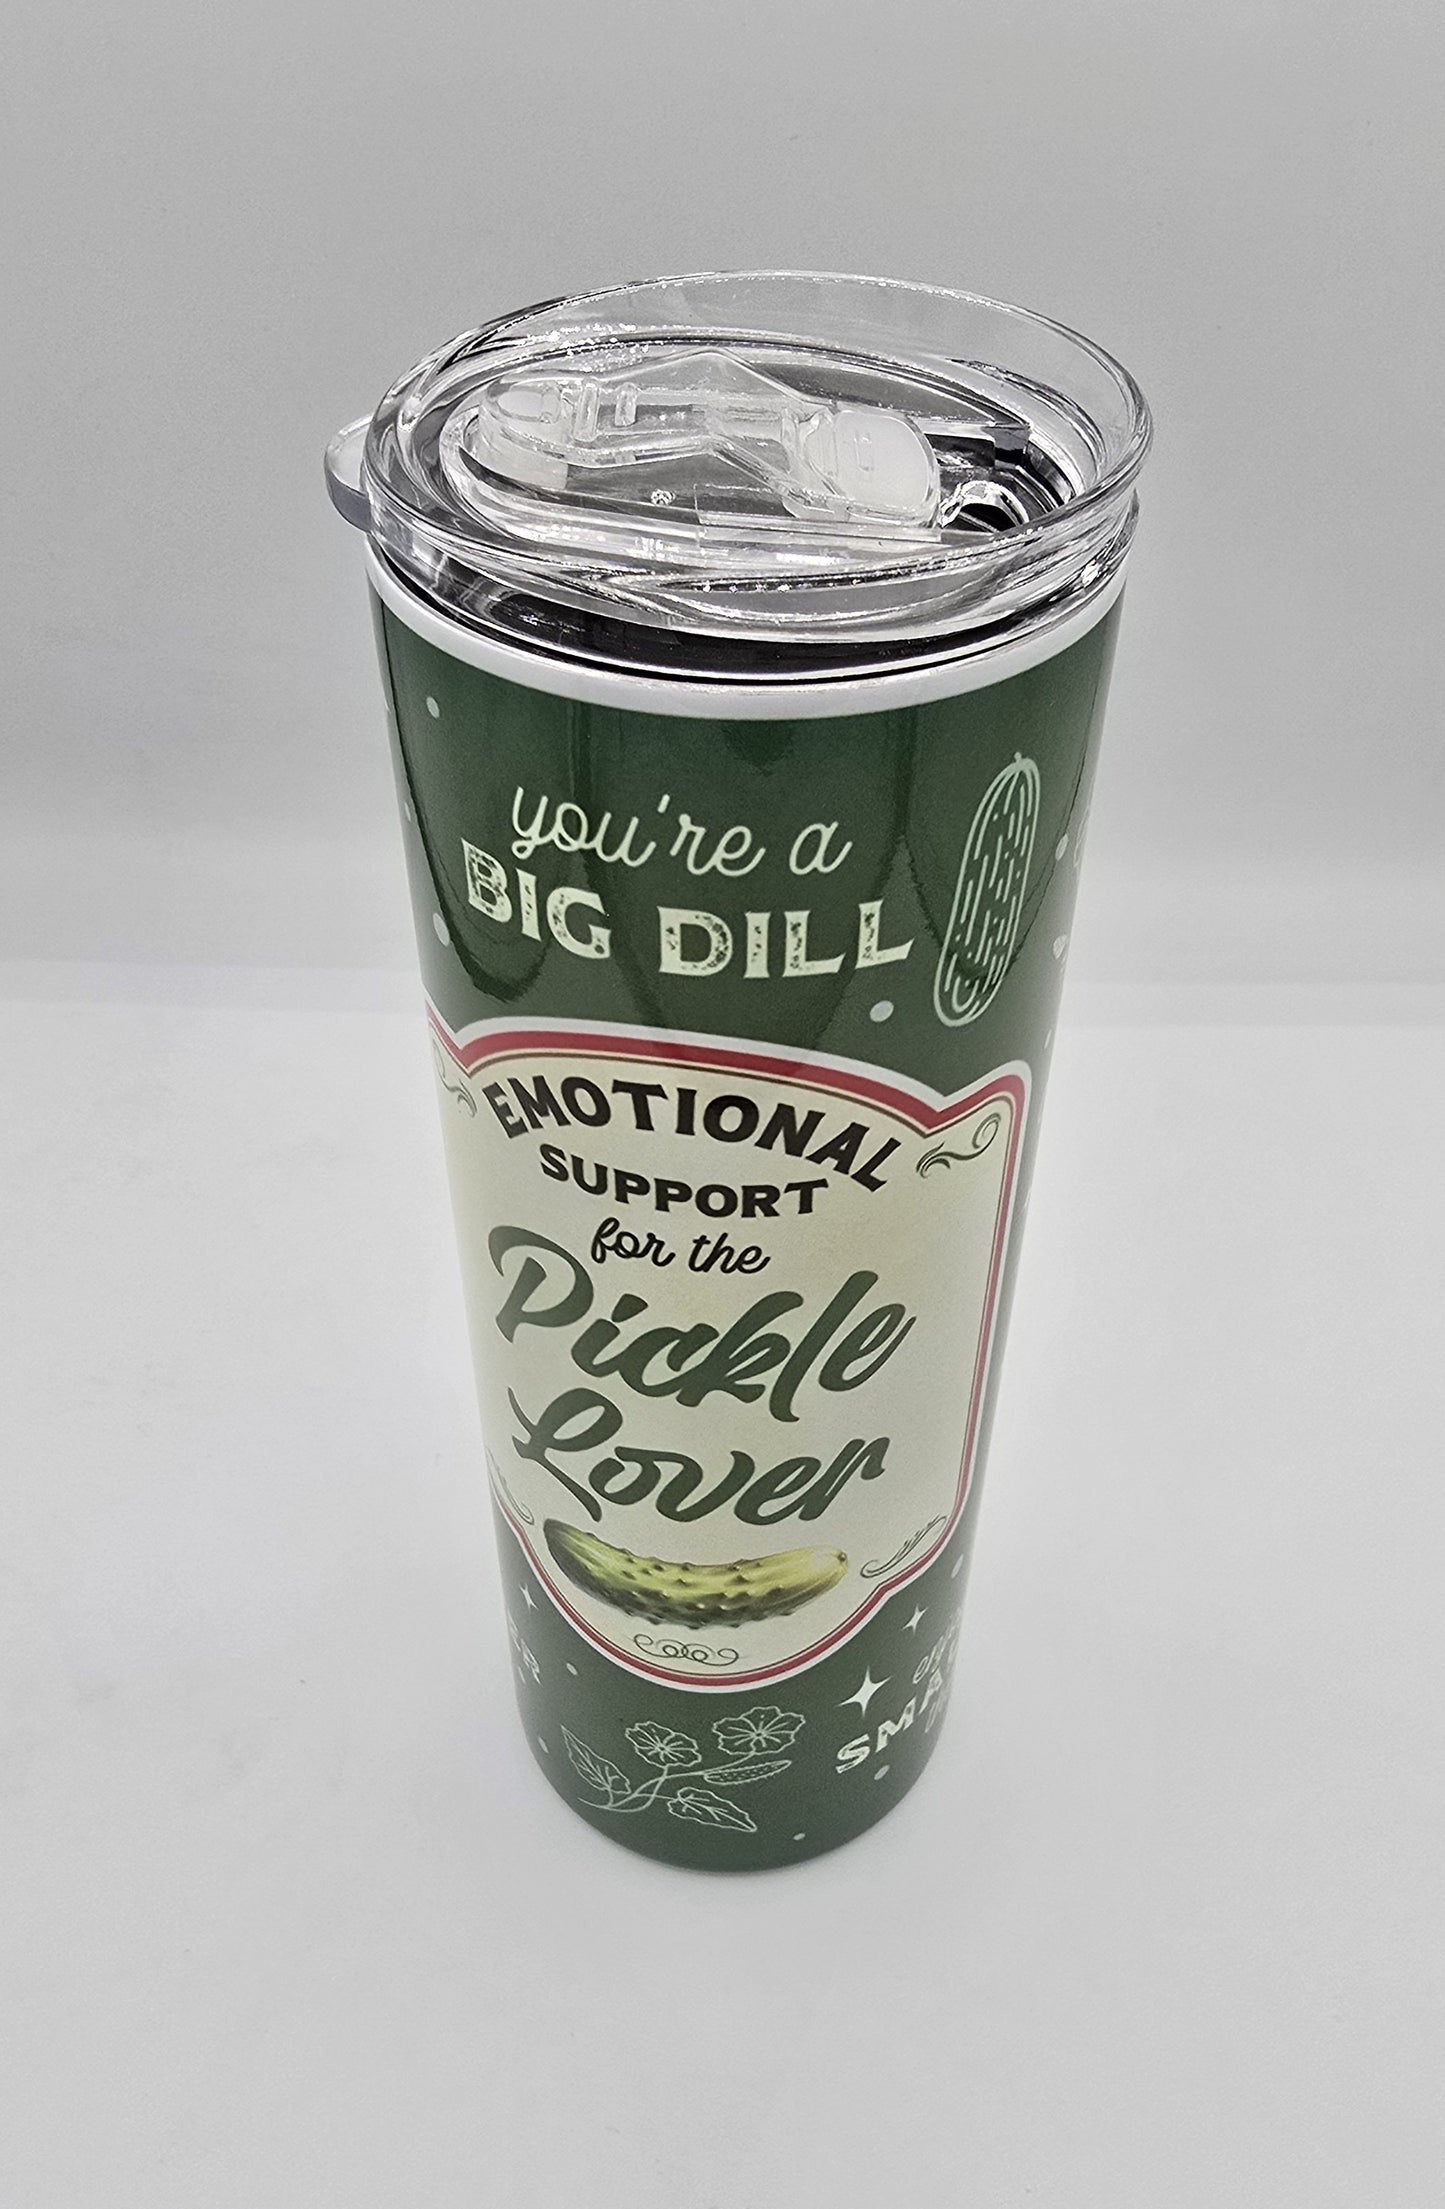 you're a
BIG DILL
EMOTIONAL
SUPPORT
for the
Pickle
Lover